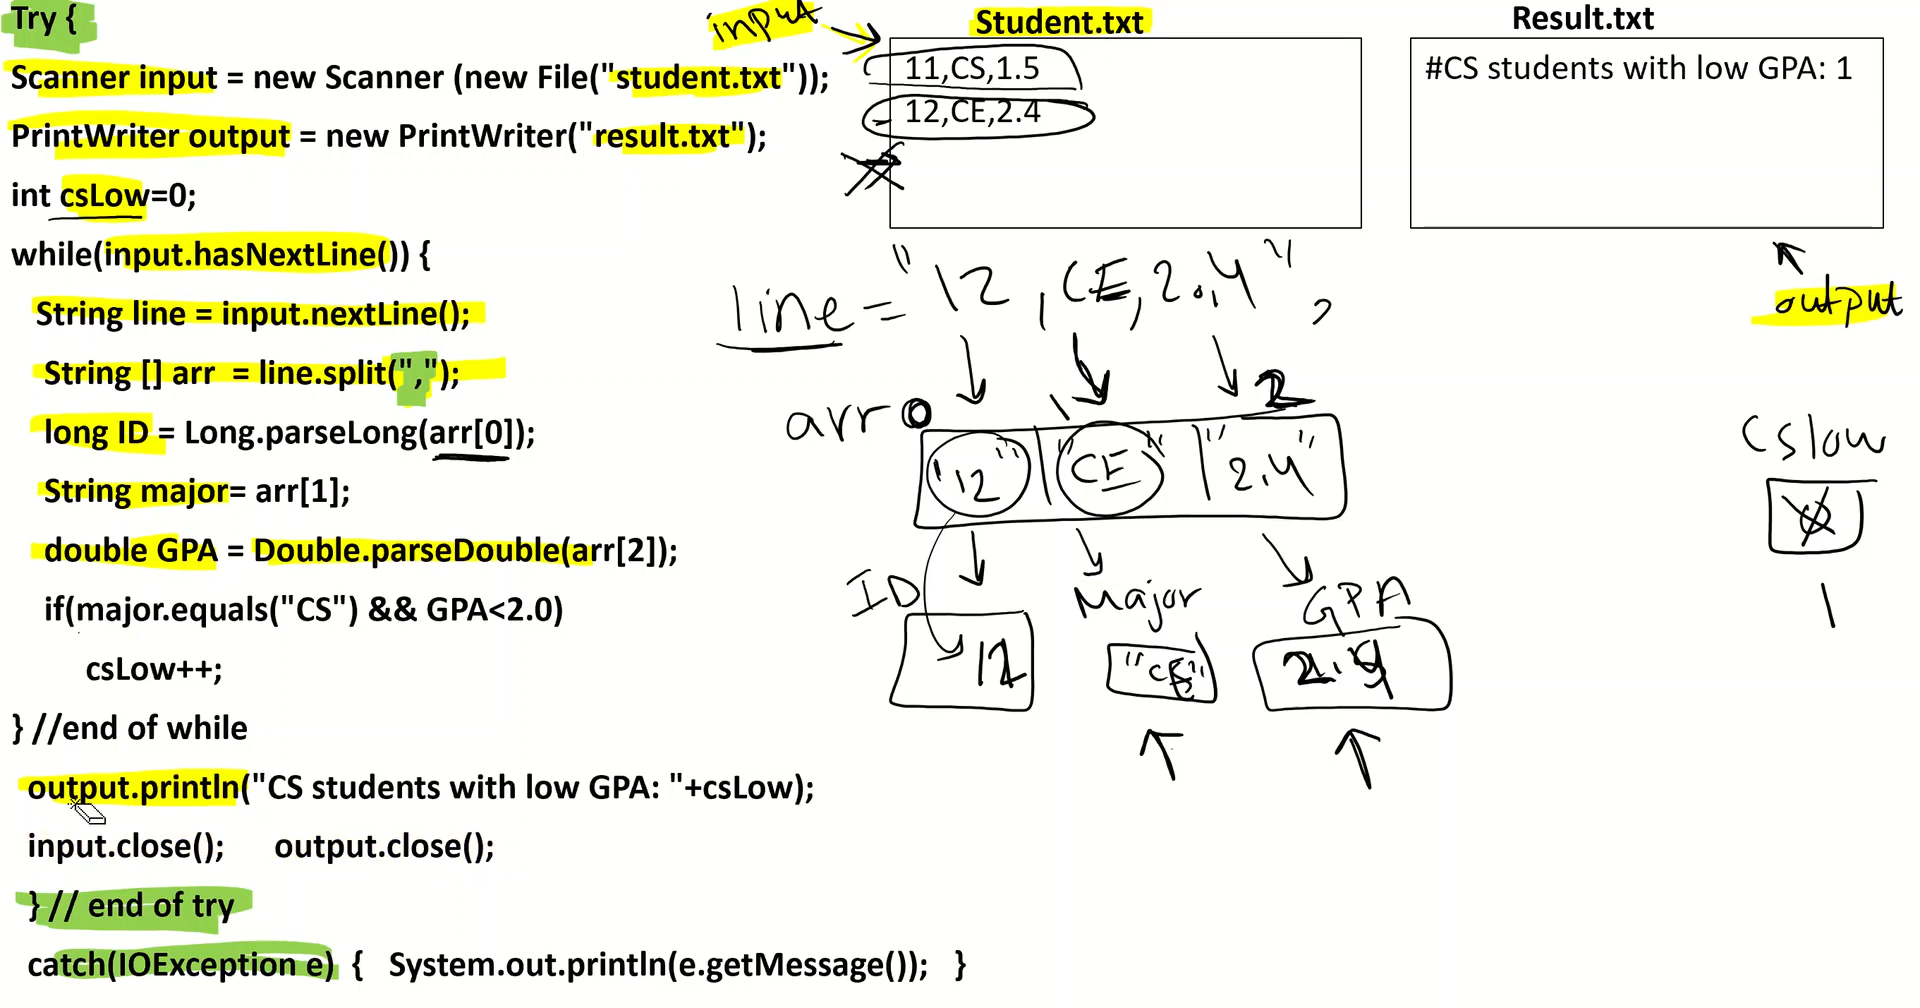 Try {
Scanner input = new Scanner (new File("student.txt"));
PrintWriter output = new PrintWriter("result.txt");
int csLow=0;
while(input.hasNextLine()) {
String line = input.nextLine();
String [] arr = line.split(",");
long ID = Long.parseLong(arr[0]);
String major= arr[1];
double GPA = Double.parseDouble(arr[2]);
if(major.equals("CS") && GPA<2.0)
csLow++;
} //end of while
output.println("CS students with low GPA: "+csLow);
input.close(); output.close();
} // end of try
catch(IOException e) { System.out.println(e.getMessage()); }
input
Student.txt
11,CS,1.5
12,CE,2.4
Result.txt
#CS students with low GPA: 1
output
line = "12, CE, 2.4",
arr 0 1 2
"12" "CE" "2.4"
ID Major GPA
12 "CE" 2.4
cslow
0
1